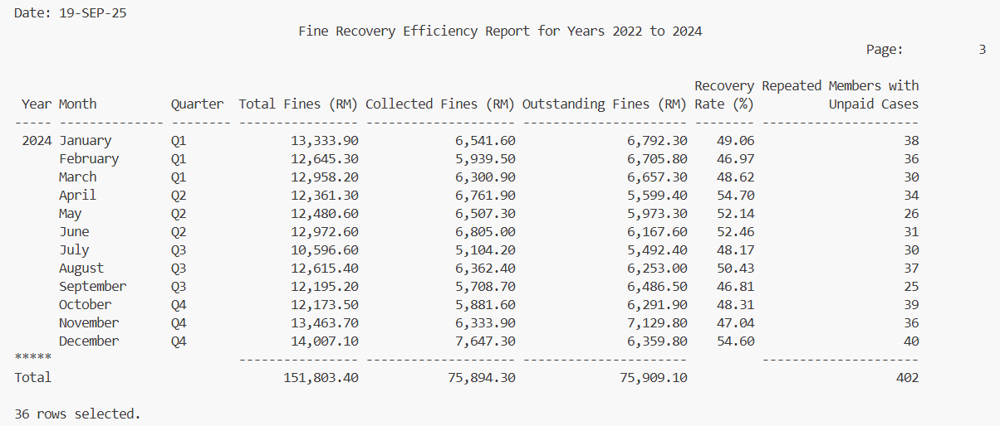 Date: 19-SEP-25
Fine Recovery Efficiency Report for Years 2022 to 2024
Page: 3
Recovery Repeated Members with
Year Month Quarter Total Fines (RM) Collected Fines (RM) Outstanding Fines (RM) Rate (%) Unpaid Cases
----- -------------- -------- ---------------- -------------------- ---------------------- -------- ---------------------
2024 January Q1 13,333.90 6,541.60 6,792.30 49.06 38
February Q1 12,645.30 5,939.50 6,705.80 46.97 36
March Q1 12,958.20 6,300.90 6,657.30 48.62 30
April Q2 12,361.30 6,761.90 5,599.40 54.70 34
May Q2 12,480.60 6,507.30 5,973.30 52.14 26
June Q2 12,972.60 6,805.00 6,167.60 52.46 31
July Q3 10,596.60 5,104.20 5,492.40 48.17 30
August Q3 12,615.40 6,362.40 6,253.00 50.43 37
September Q3 12,195.20 5,708.70 6,486.50 46.81 25
October Q4 12,173.50 5,881.60 6,291.90 48.31 39
November Q4 13,463.70 6,333.90 7,129.80 47.04 36
December Q4 14,007.10 7,647.30 6,359.80 54.60 40
***** ---------------- -------------------- ---------------------- ---------------------
Total 151,803.40 75,894.30 75,909.10 402
36 rows selected.